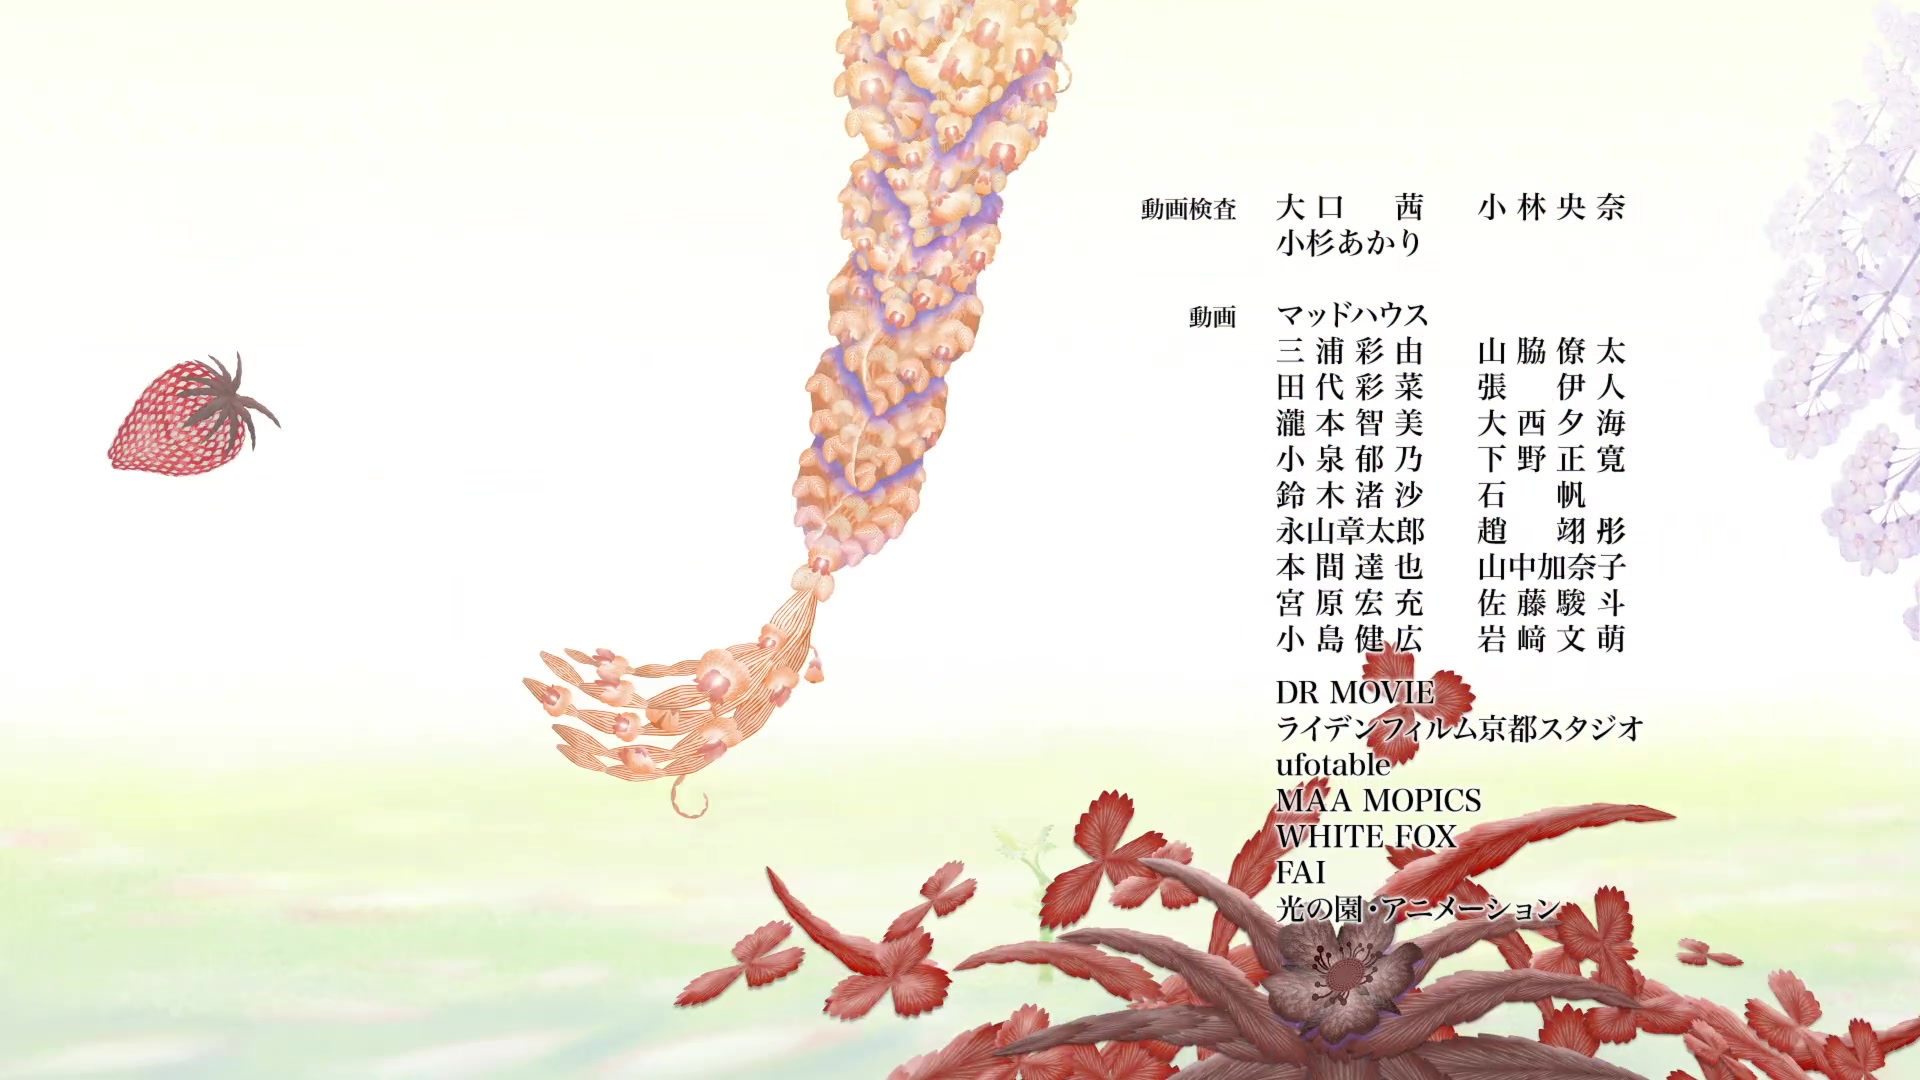 動画検査 大口 茜 小林央奈
小杉あかり
動画 マッドハウス
三浦彩由 山脇僚太
田代彩菜 張 伊人
瀧本智美 大西夕海
小泉郁乃 下野正寛
鈴木渚沙 石 帆
永山章太郎 趙 翊彤
本間達也 山中加奈子
宮原宏充 佐藤駿斗
小島健広 岩﨑文萌
DR MOVIE
ライデンフィルム京都スタジオ
ufotable
MAA MOPICS
WHITE FOX
FAI
光の園・アニメーション